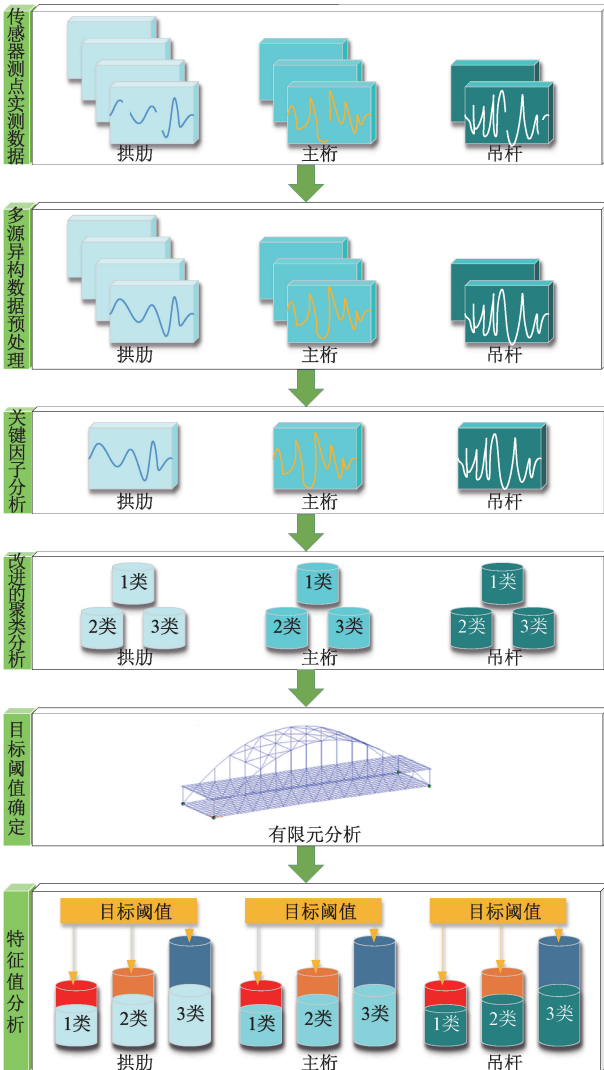 传感器测点实测数据
拱肋
主桁
吊杆
多源异构数据预处理
拱肋
主桁
吊杆
关键因子分析
拱肋
主桁
吊杆
改进的聚类分析
1类
2类
3类
拱肋
1类
2类
3类
主桁
1类
2类
3类
吊杆
目标阈值确定
有限元分析
特征值分析
目标阈值
1类
2类
3类
拱肋
目标阈值
1类
2类
3类
主桁
目标阈值
1类
2类
3类
吊杆